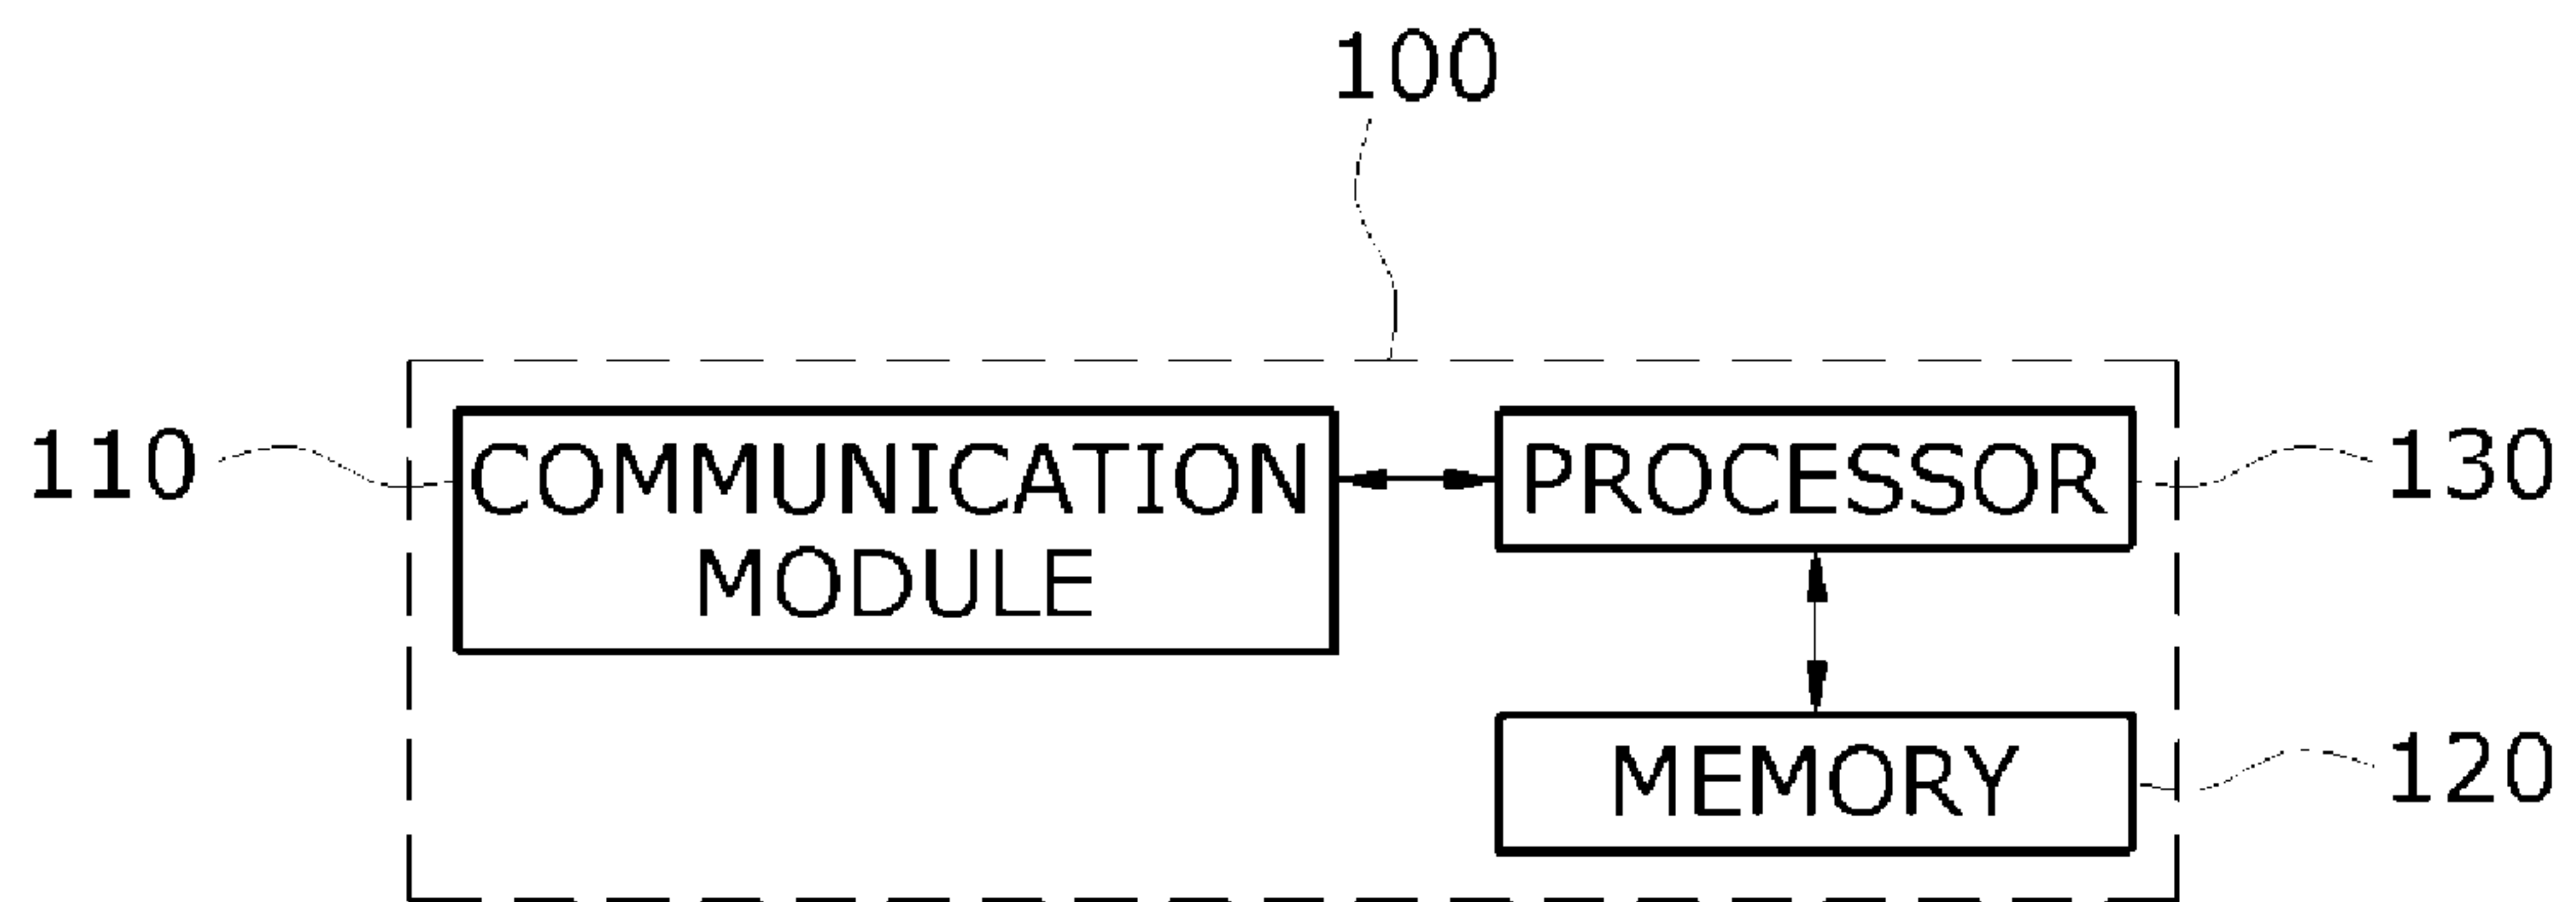 100
110
COMMUNICATION
MODULE
PROCESSOR
130
MEMORY
120